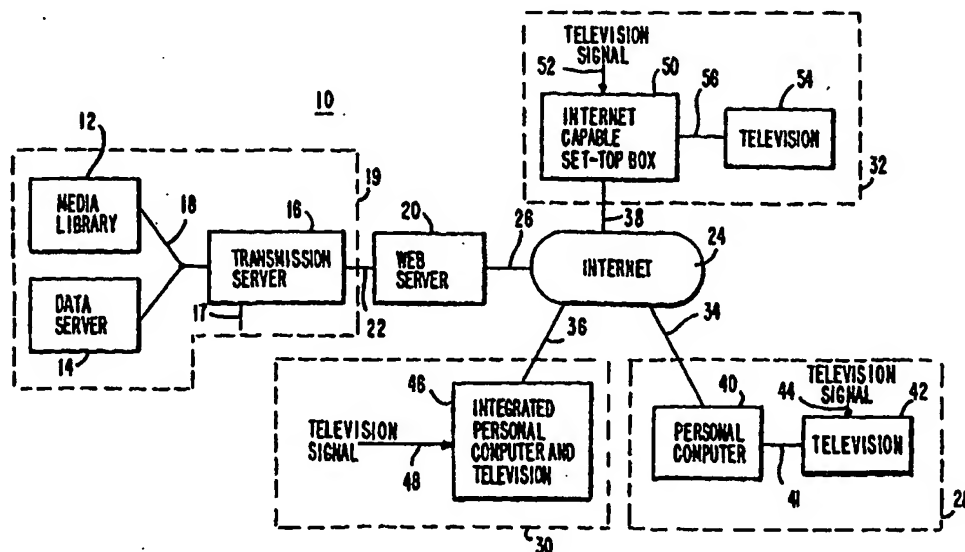 TELEVISION
SIGNAL
52
50
56
54
INTERNET
CAPABLE
SET-TOP BOX
TELEVISION
32
38
10
12
MEDIA
LIBRARY
18
16
19
TRANSMISSION
SERVER
DATA
SERVER
14
17
22
20
WEB
SERVER
26
INTERNET
24
36
34
46
INTEGRATED
PERSONAL
COMPUTER AND
TELEVISION
TELEVISION
SIGNAL
48
30
40
PERSONAL
COMPUTER
41
TELEVISION
SIGNAL
44
42
TELEVISION